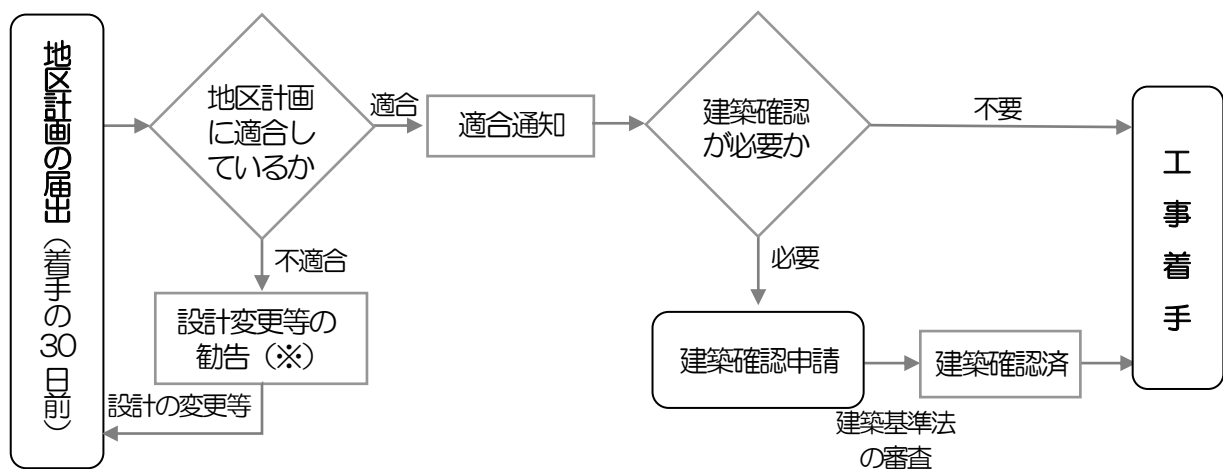 地区計画の届出（着手の30日前）
地区計画
に適合し
ているか
適合
適合通知
建築確認
が必要か
不要
工事着手
不適合
必要
設計変更等の
勧告（※）
設計の変更等
建築確認申請
建築確認済
建築基準法
の審査